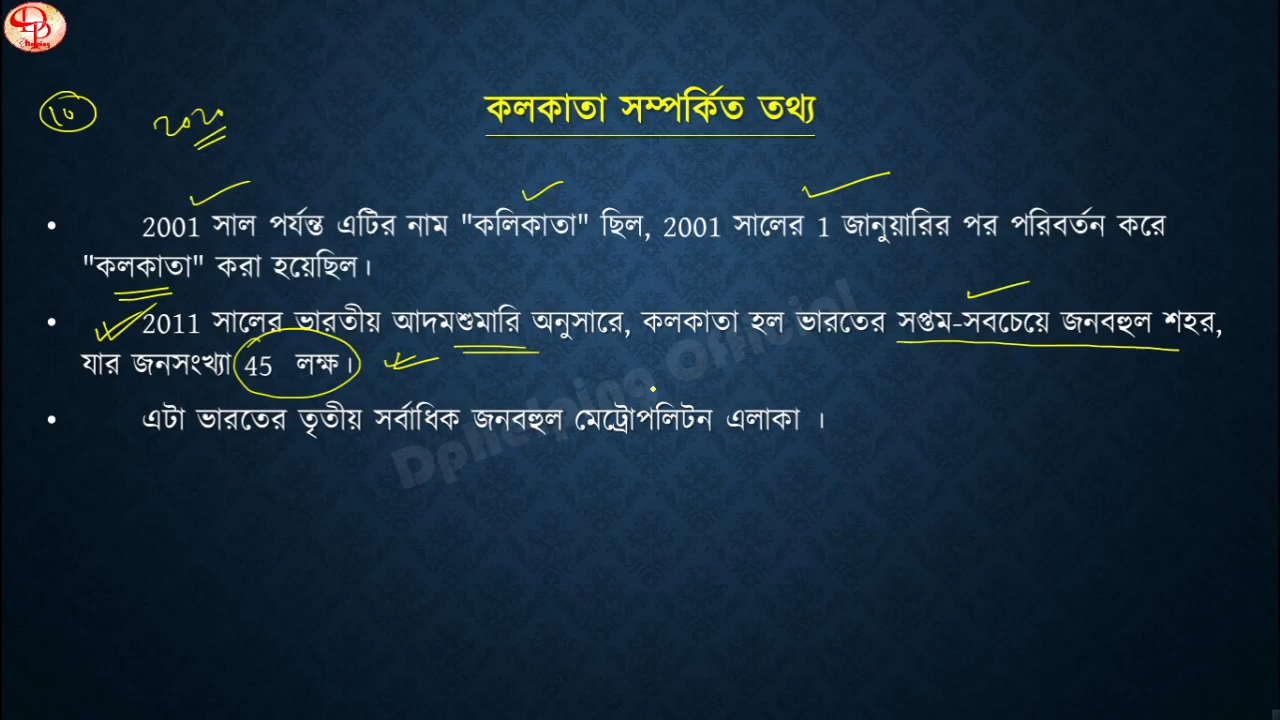 DP
কলকাতা সম্পর্কিত তথ্য
• 2001 সাল পর্যন্ত এটির নাম "কলিকাতা" ছিল, 2001 সালের 1 জানুয়ারির পর পরিবর্তন করে
"কলকাতা" করা হয়েছিল।
• 2011 সালের ভারতীয় আদমশুমারি অনুসারে, কলকাতা হল ভারতের সপ্তম-সবচেয়ে জনবহুল শহর,
যার জনসংখ্যা 45 লক্ষ।
• এটা ভারতের তৃতীয় সর্বাধিক জনবহুল মেট্রোপলিটন এলাকা ।
Official